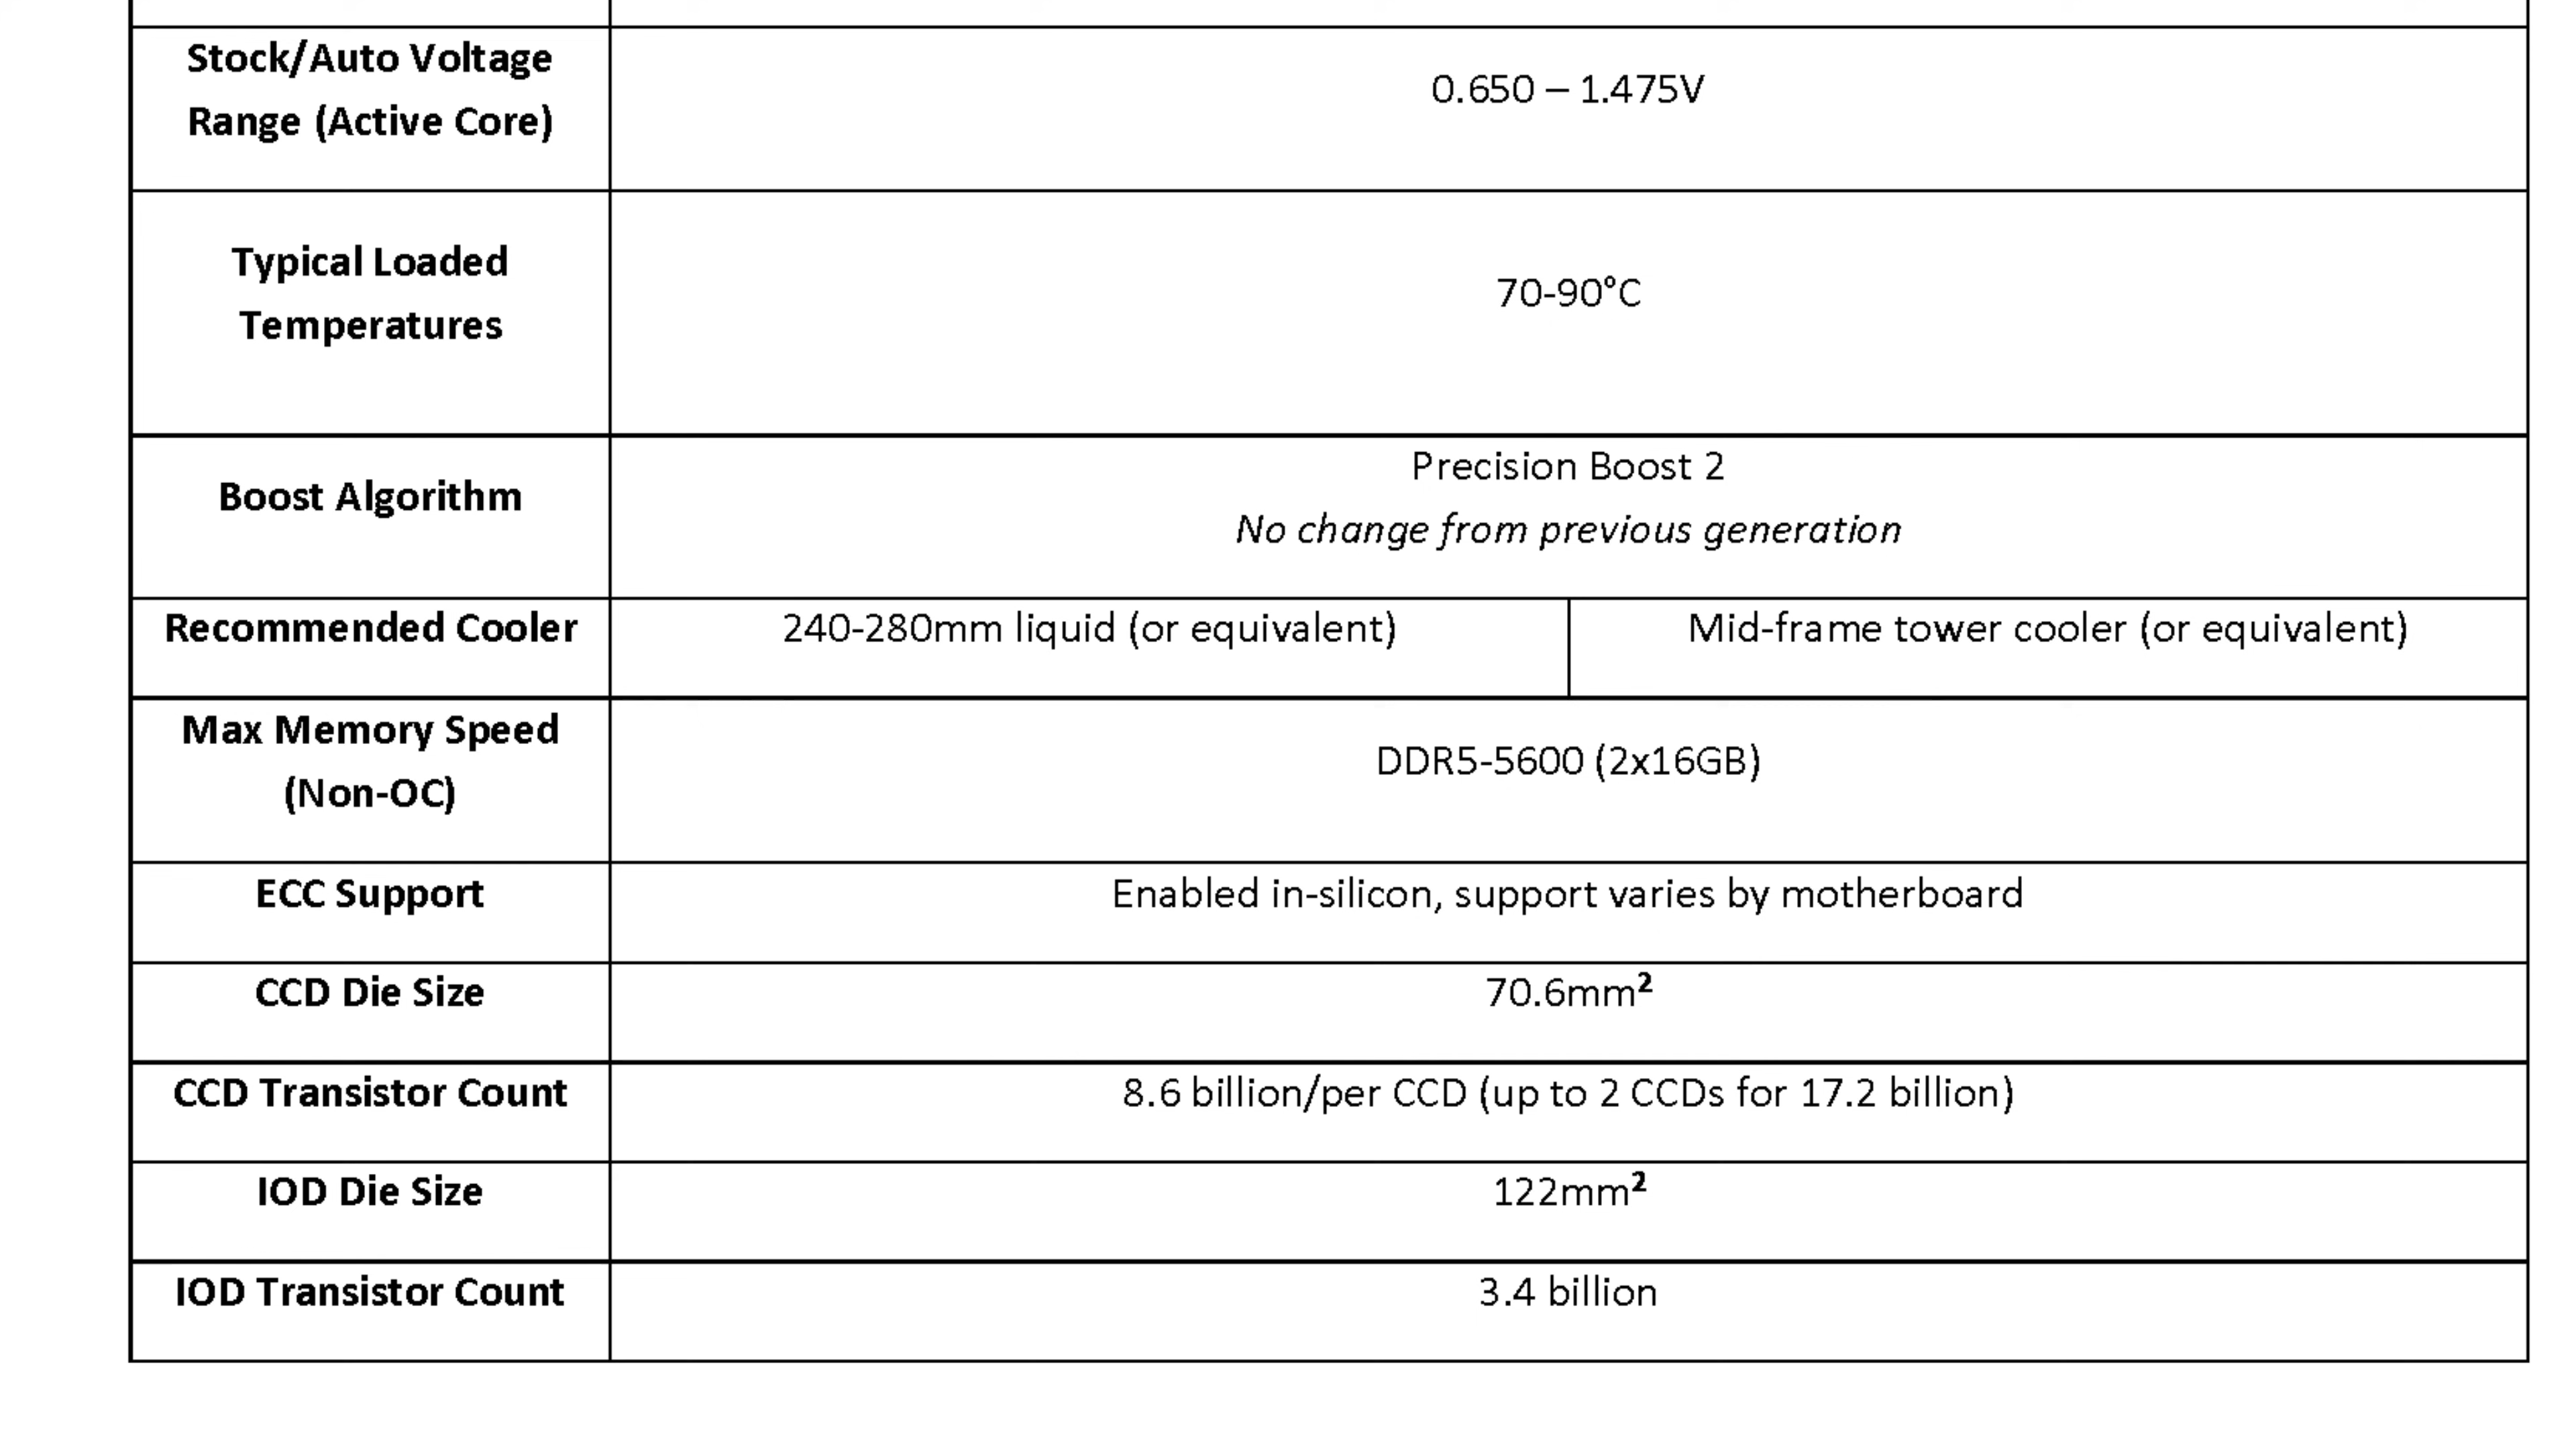 Stock/Auto Voltage
Range (Active Core)
0.650 – 1.475V
Typical Loaded
Temperatures
70-90°C
Boost Algorithm
Precision Boost 2
No change from previous generation
Recommended Cooler
240-280mm liquid (or equivalent)
Mid-frame tower cooler (or equivalent)
Max Memory Speed
(Non-OC)
DDR5-5600 (2x16GB)
ECC Support
Enabled in-silicon, support varies by motherboard
CCD Die Size
70.6mm²
CCD Transistor Count
8.6 billion/per CCD (up to 2 CCDs for 17.2 billion)
IOD Die Size
122mm²
IOD Transistor Count
3.4 billion